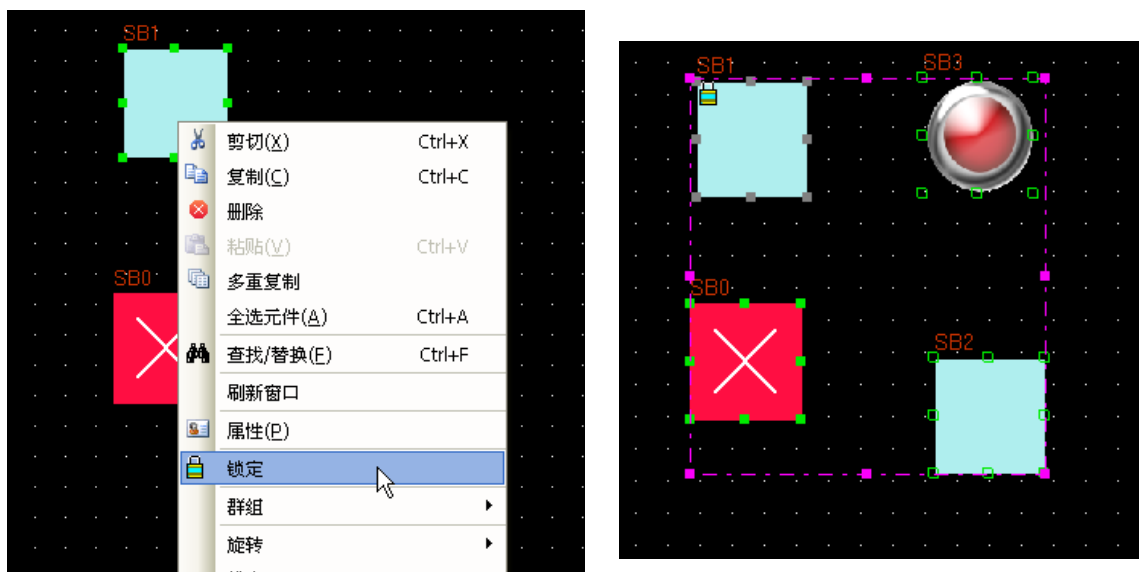 SB1
剪切(X) Ctrl+X
复制(C) Ctrl+C
删除
粘贴(V) Ctrl+V
SB0
多重复制
全选元件(A) Ctrl+A
查找/替换(F) Ctrl+F
刷新窗口
属性(P)
锁定
群组
旋转
SB1
SB3
SB0
SB2